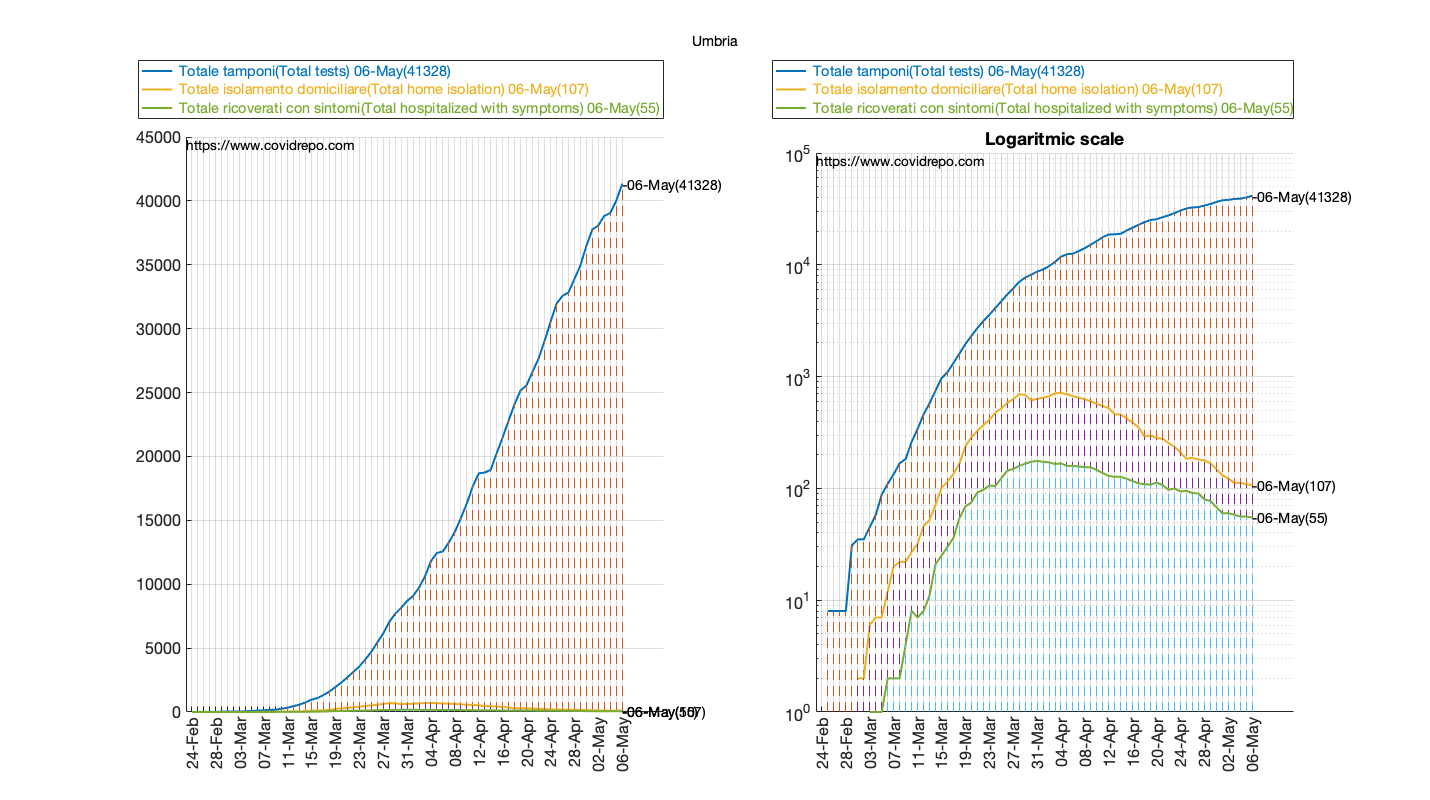 Umbria
Totale tamponi(Total tests) 06-May(41328)
Totale isolamento domiciliare(Total home isolation) 06-May(107)
Totale ricoverati con sintomi(Total hospitalized with symptoms) 06-May(55)
45000
https://www.covidrepo.com
06-May(41328)
40000
35000
30000
25000
20000
15000
10000
5000
0
06-May(107)
24-Feb
28-Feb
03-Mar
07-Mar
11-Mar
15-Mar
19-Mar
23-Mar
27-Mar
31-Mar
04-Apr
08-Apr
12-Apr
16-Apr
20-Apr
24-Apr
28-Apr
02-May
06-May
Totale tamponi(Total tests) 06-May(41328)
Totale isolamento domiciliare(Total home isolation) 06-May(107)
Totale ricoverati con sintomi(Total hospitalized with symptoms) 06-May(55)
Logaritmic scale
10^5
https://www.covidrepo.com
06-May(41328)
10^4
10^3
10^2
06-May(107)
06-May(55)
10^1
10^0
24-Feb
28-Feb
03-Mar
07-Mar
11-Mar
15-Mar
19-Mar
23-Mar
27-Mar
31-Mar
04-Apr
08-Apr
12-Apr
16-Apr
20-Apr
24-Apr
28-Apr
02-May
06-May